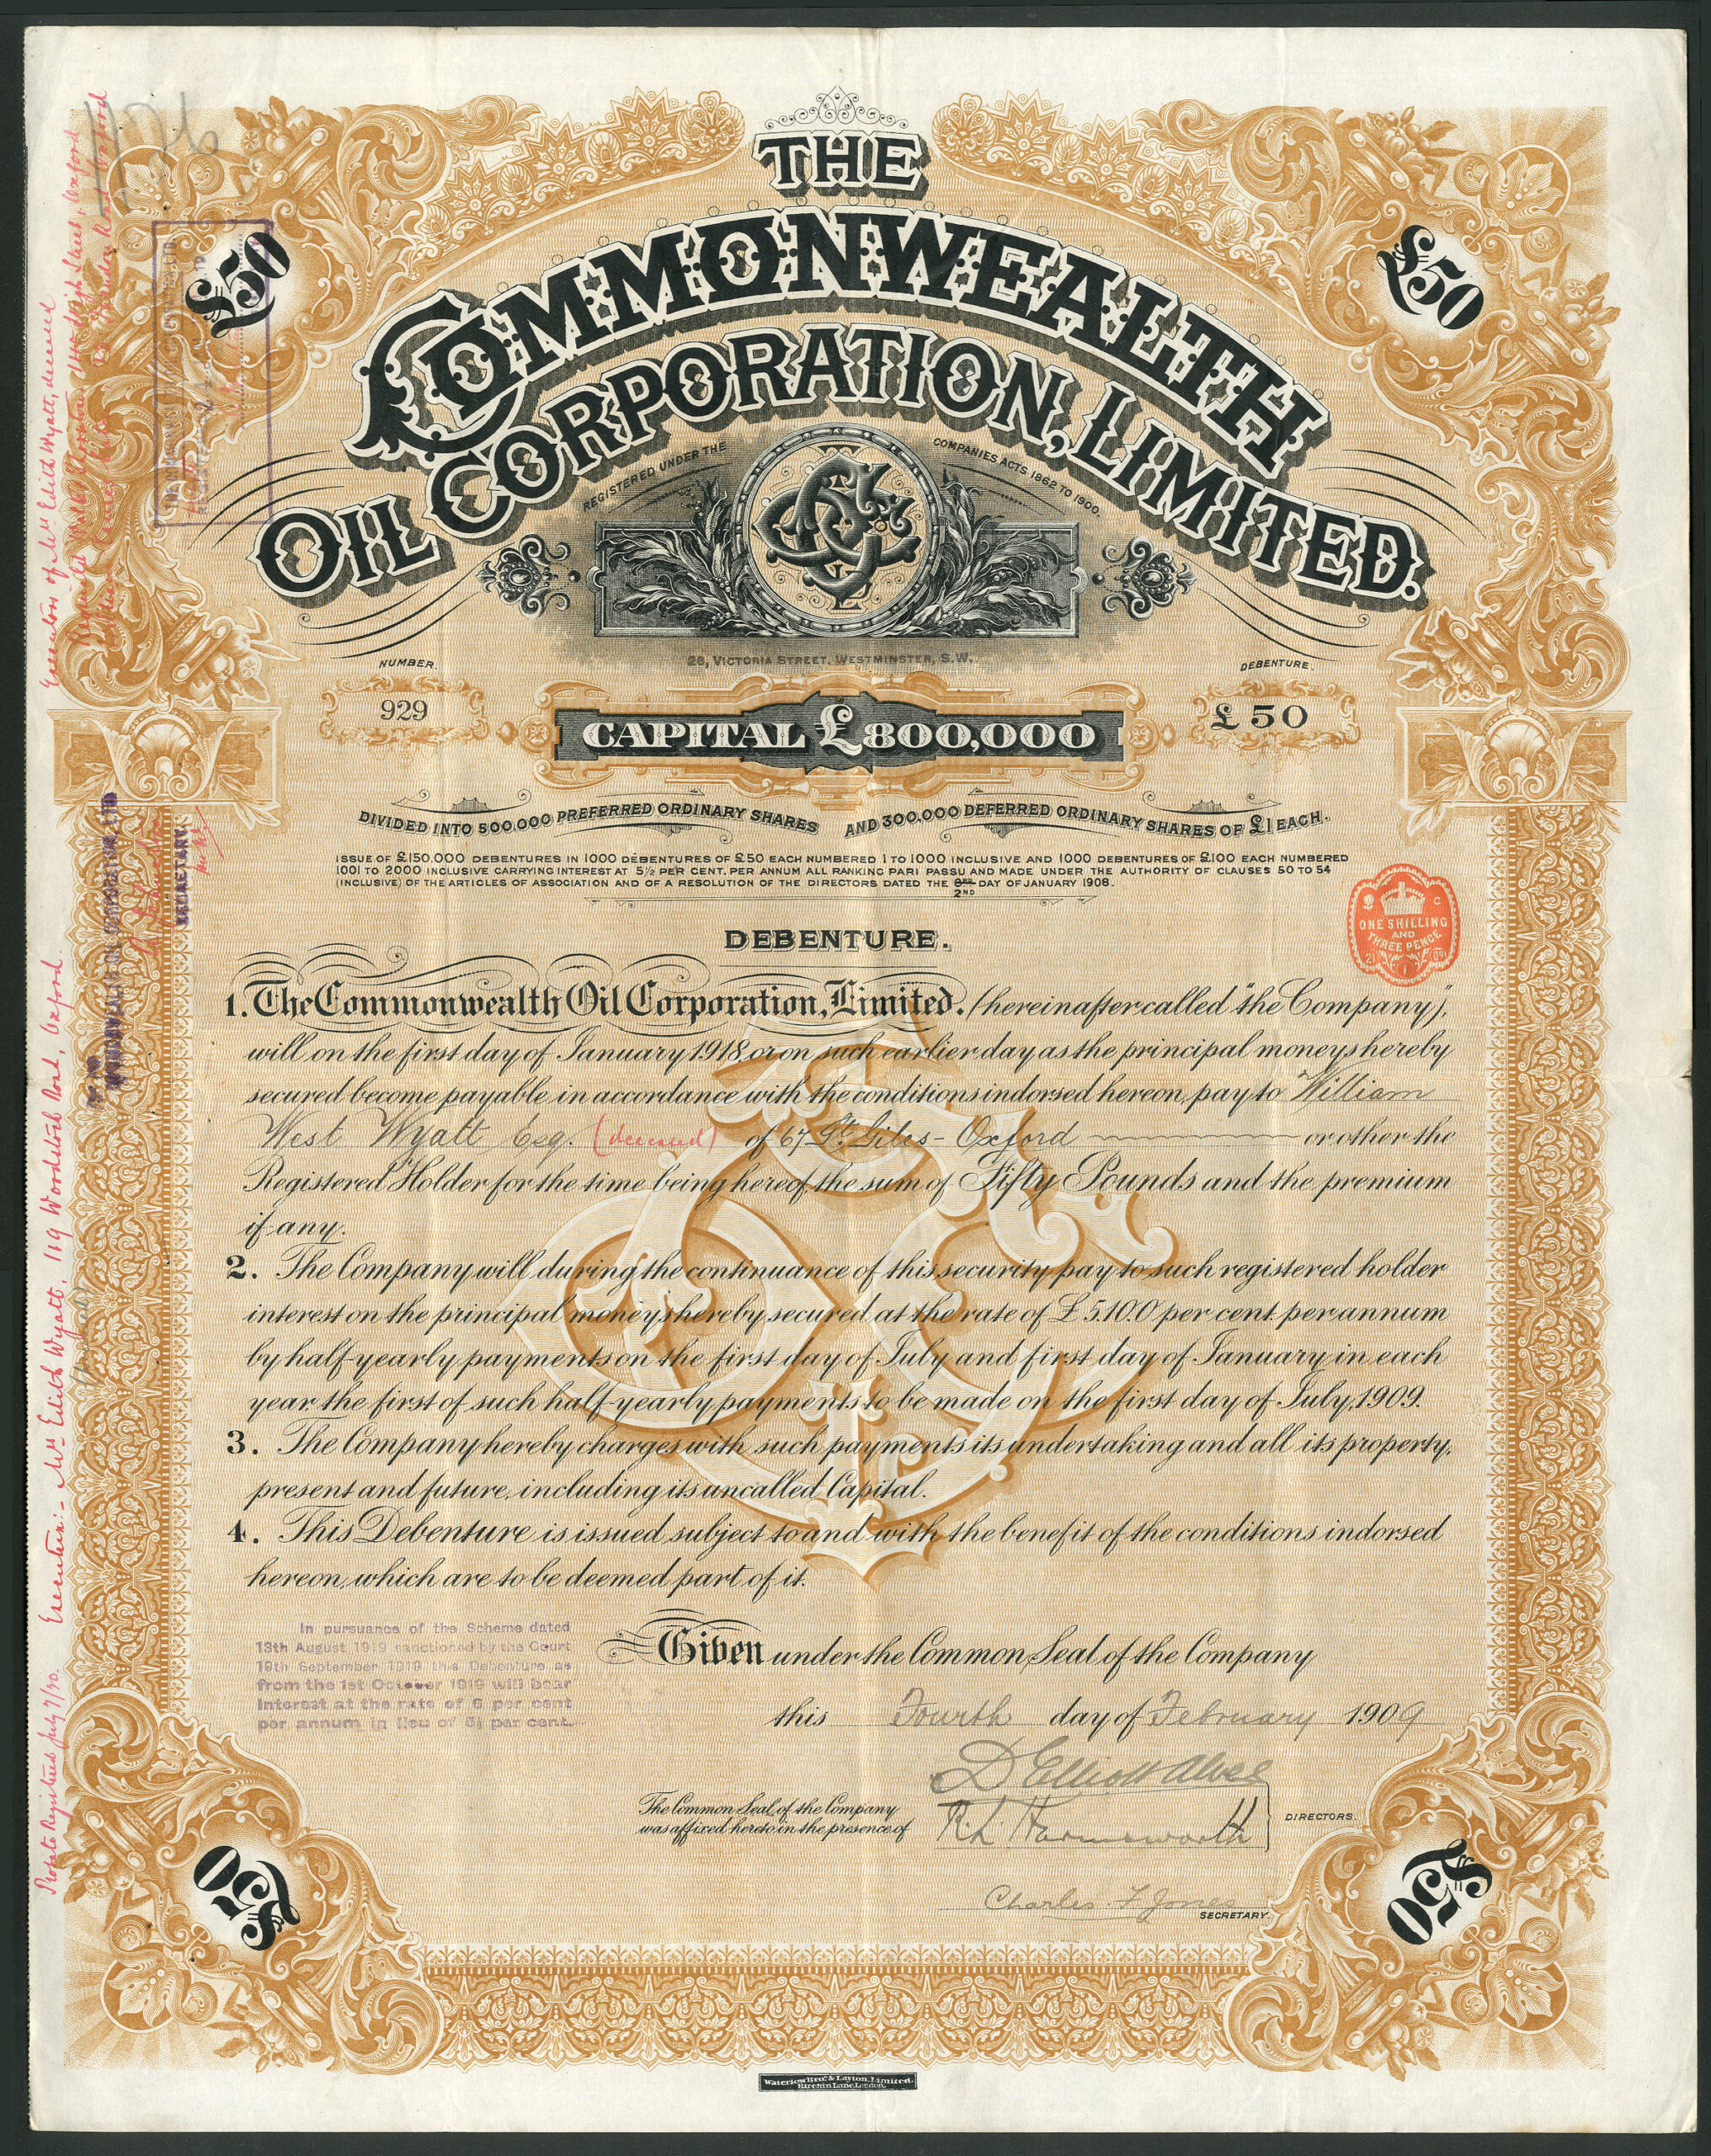 THE
COMMONWEALTH
OIL CORPORATION, LIMITED.
REGISTERED UNDER THE COMPANIES ACTS 1862 TO 1900.
28, VICTORIA STREET, WESTMINSTER, S.W.
£50
£50
NUMBER.
929
DEBENTURE.
£50
CAPITAL £800,000
DIVIDED INTO 500,000 PREFERRED ORDINARY SHARES AND 300,000 DEFERRED ORDINARY SHARES OF £1 EACH.
ISSUE OF £150,000 DEBENTURES IN 1000 DEBENTURES OF £50 EACH NUMBERED 1 TO 1000 INCLUSIVE AND 1000 DEBENTURES OF £100 EACH NUMBERED
1001 TO 2000 INCLUSIVE CARRYING INTEREST AT 5½ PER CENT. PER ANNUM ALL RANKING PARI PASSU AND MADE UNDER THE AUTHORITY OF CLAUSES 50 TO 54
(INCLUSIVE) OF THE ARTICLES OF ASSOCIATION AND OF A RESOLUTION OF THE DIRECTORS DATED THE DAY OF JANUARY 1908.
2ND
ONE SHILLING
AND
THREE PENCE
DEBENTURE.
1. The Commonwealth Oil Corporation, Limited. (hereinafter called "the Company"),
will on the first day of January 1918 or on such earlier day as the principal moneys hereby
secured become payable in accordance with the conditions indorsed hereon, pay to William
West Wyatt Esq. (deceased) of 67 St Giles - Oxford or other the
Registered Holder for the time being hereof, the sum of Fifty Pounds and the premium
if any.
2. The Company will during the continuance of this security pay to such registered holder
interest on the principal moneys hereby secured at the rate of £5.10.0 per cent. per annum
by half-yearly payments on the first day of July and first day of January in each
year the first of such half-yearly payments to be made on the first day of July, 1909.
3. The Company hereby charges with such payments its undertaking and all its property,
present and future, including its uncalled Capital.
4. This Debenture is issued subject to and with the benefit of the conditions indorsed
hereon, which are to be deemed part of it.
In pursuance of the Scheme dated
13th August 1919 sanctioned by the Court
19th September 1919 this Debenture as
from the 1st October 1919 will bear
Interest at the rate of 6 per cent
per annum in lieu of 5½ per cent.
Given under the Common Seal of the Company
this Fourth day of February 1909
D Elliott Alves
R. L. Harmsworth
DIRECTORS.
The Common Seal of the Company
was affixed hereto in the presence of
Charles F Jones
SECRETARY.
£50
£50
Waterlow Bros. & Layton, Limited.
Birchin Lane, London.
Probate Registered July 7/20. Executrix:- Mrs Edith Wyatt, 119 Woodstock Road, Oxford.
Executors of Mrs Edith Wyatt, deceased
SECRETARY.